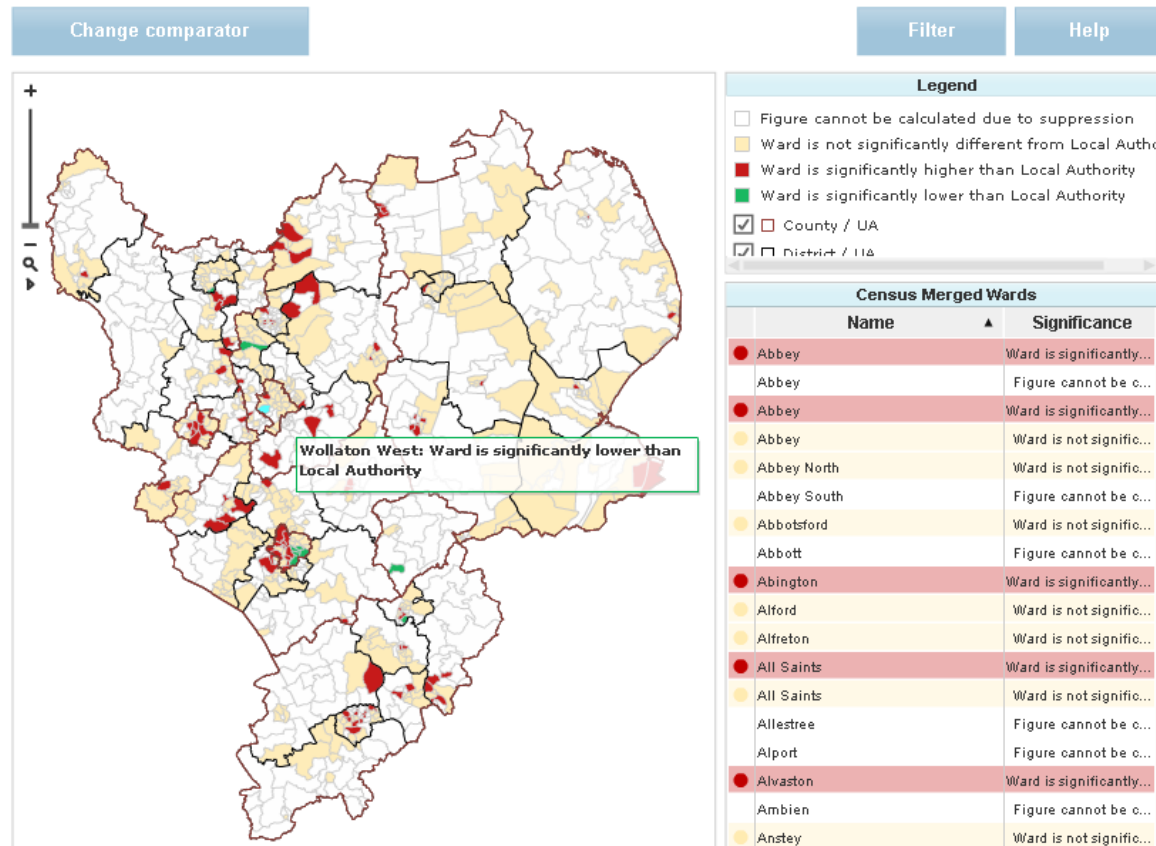 Change comparator
Filter
Help
+
−
Wollaton West: Ward is significantly lower than
Local Authority
Legend
Figure cannot be calculated due to suppression
Ward is not significantly different from Local Autho
Ward is significantly higher than Local Authority
Ward is significantly lower than Local Authority
County / UA
District / UA
Census Merged Wards
Name ▲ Significance
Abbey Ward is significantly...
Abbey Figure cannot be c...
Abbey Ward is significantly...
Abbey Ward is not signific...
Abbey North Ward is not signific...
Abbey South Figure cannot be c...
Abbotsford Ward is not signific...
Abbott Figure cannot be c...
Abington Ward is significantly...
Alford Ward is not signific...
Alfreton Ward is not signific...
All Saints Ward is significantly...
All Saints Ward is not signific...
Allestree Figure cannot be c...
Alport Figure cannot be c...
Alvaston Ward is significantly...
Ambien Figure cannot be c...
Anstey Ward is not signific...